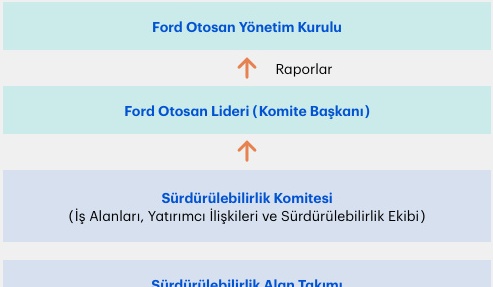 Ford Otosan Yönetim Kurulu
Raporlar
Ford Otosan Lideri (Komite Başkanı)
Sürdürülebilirlik Komitesi
(İş Alanları, Yatırımcı İlişkileri ve Sürdürülebilirlik Ekibi)
Sürdürülebilirlik Alan Takımı